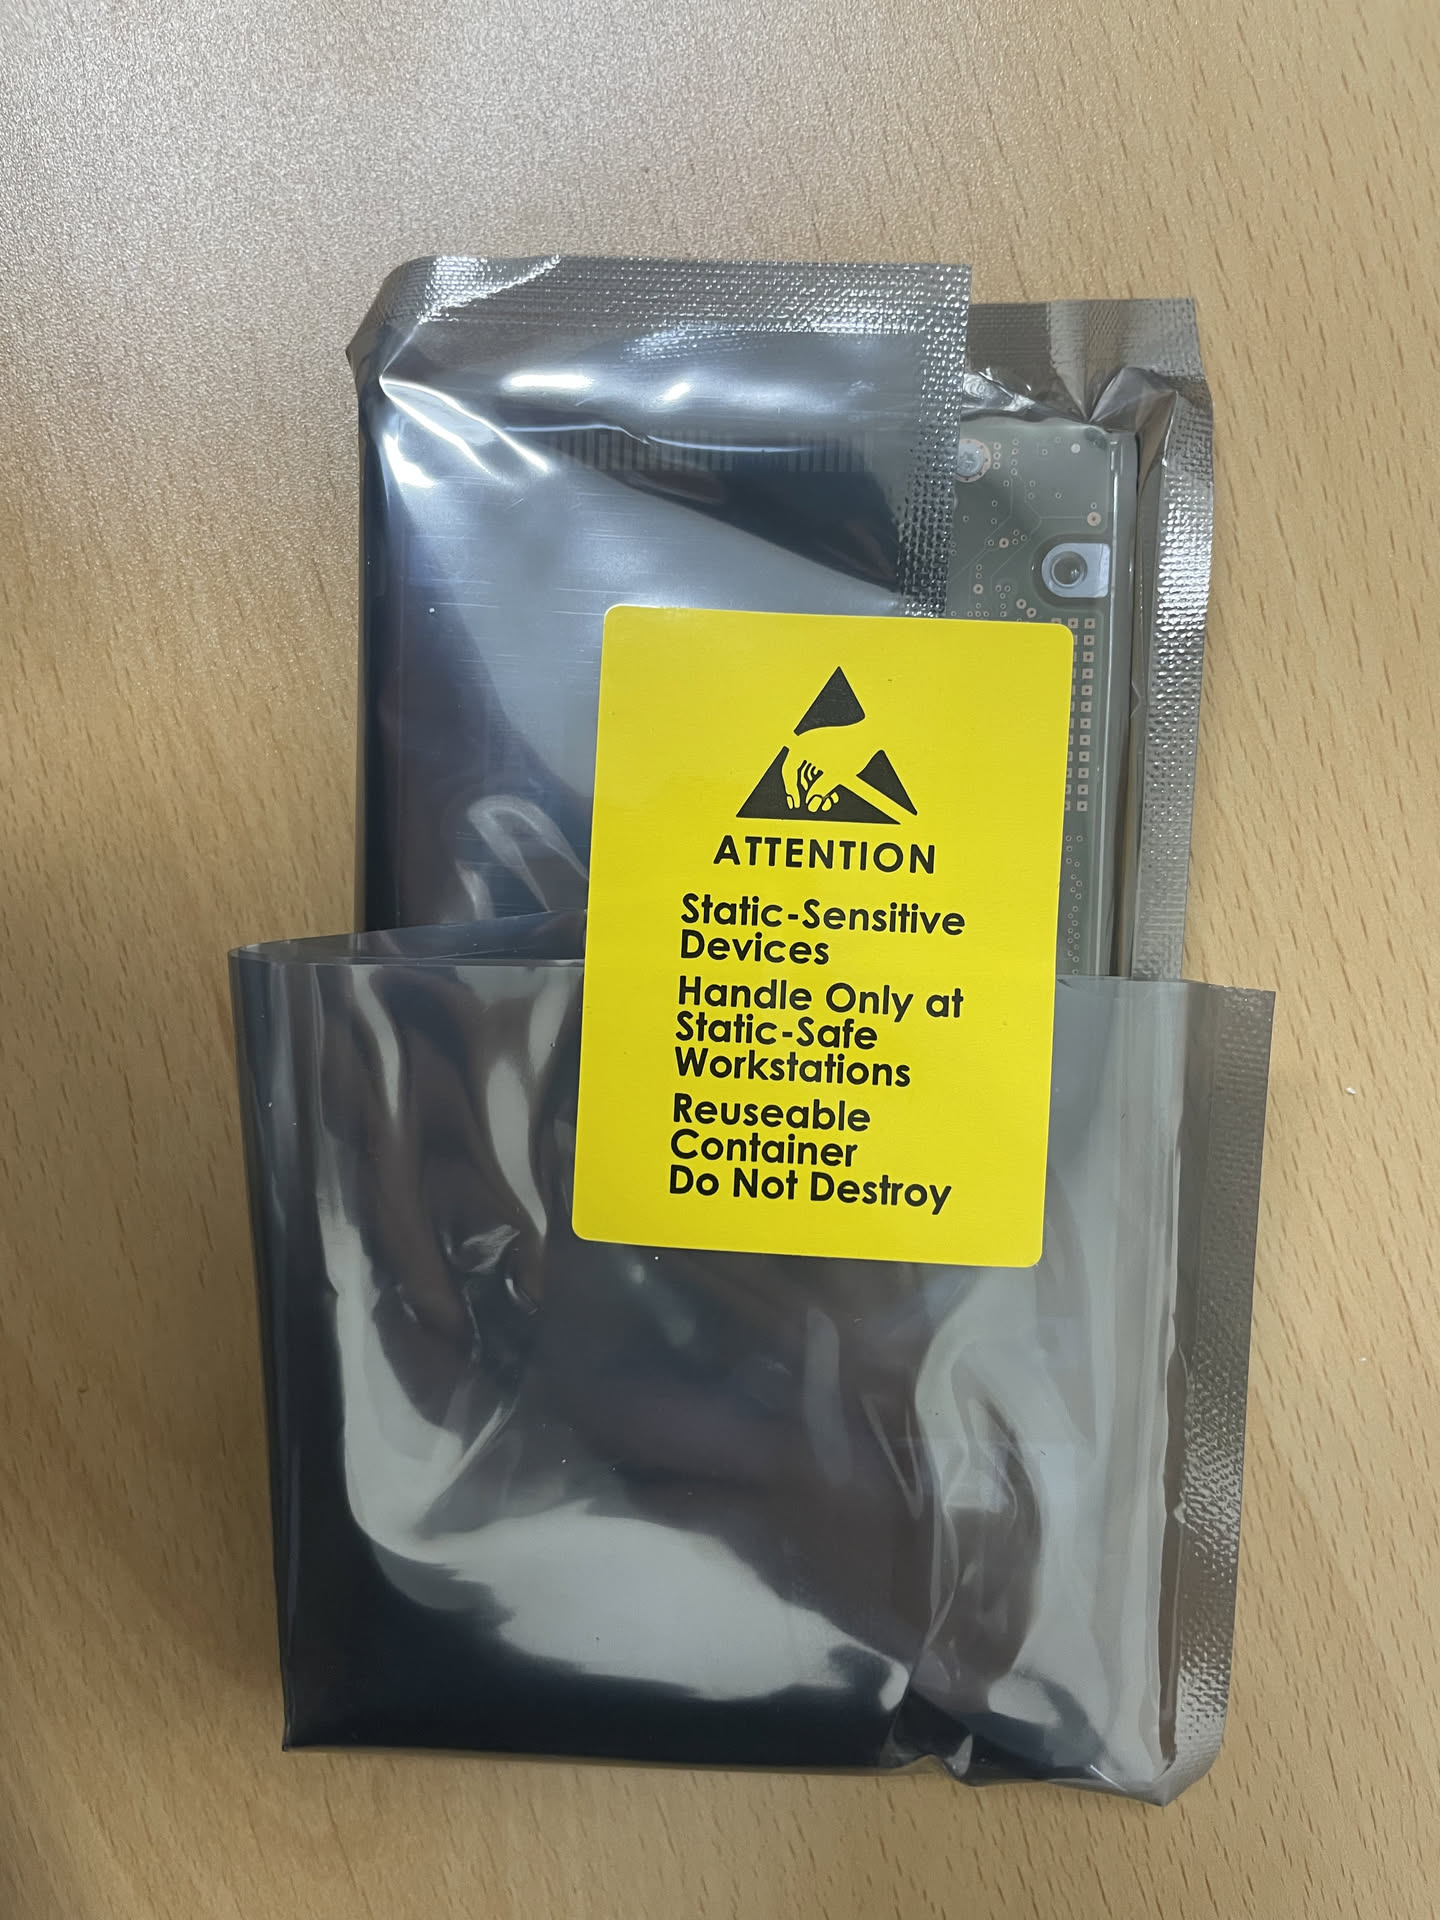 ATTENTION
Static-Sensitive
Devices
Handle Only at
Static-Safe
Workstations
Reuseable
Container
Do Not Destroy